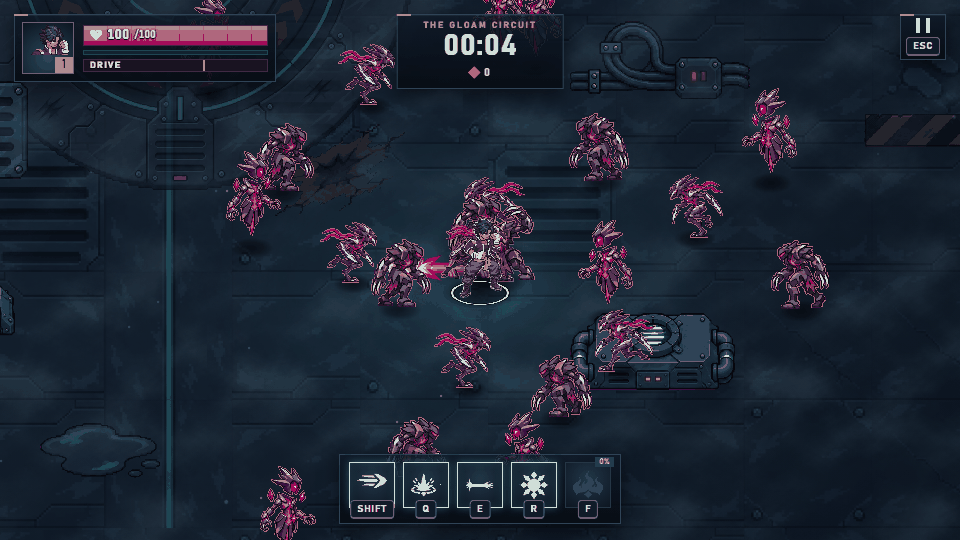 100 /100
1
DRIVE
THE GLOAM CIRCUIT
00:04
0
ESC
SHIFT
Q
E
R
0%
F